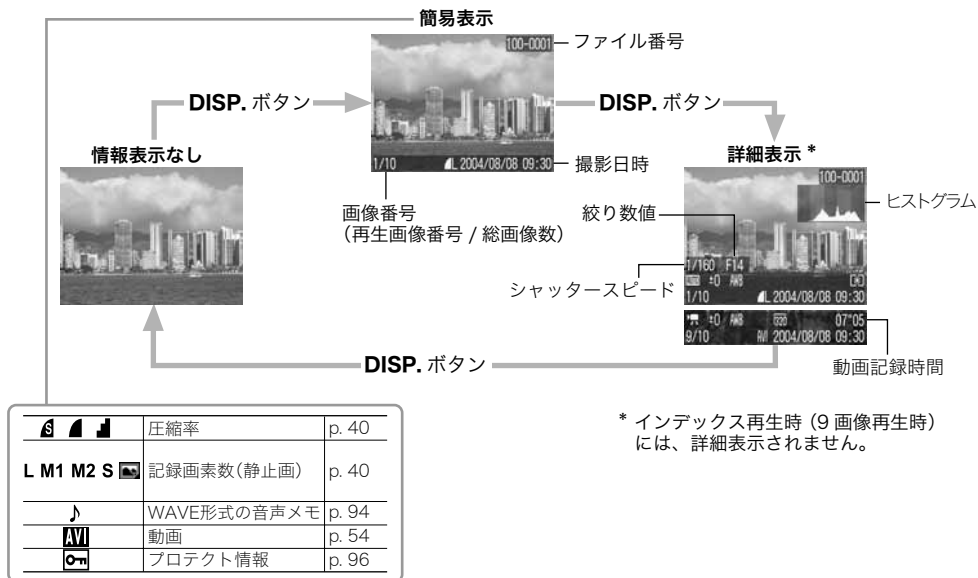 簡易表示
100-0001
ファイル番号
DISP. ボタン
DISP. ボタン
情報表示なし
1/10
L 2004/08/08 09:30
撮影日時
詳細表示 *
100-0001
ヒストグラム
画像番号
(再生画像番号 / 総画像数)
絞り数値
シャッタースピード
1/160 F14
±0 AWB
1/10
L 2004/08/08 09:30
±0 AWB
07"05
9/10
AVI 2004/08/08 09:30
動画記録時間
DISP. ボタン
S 圧縮率 p. 40
L M1 M2 S 記録画素数(静止画) p. 40
WAVE形式の音声メモ p. 94
AVI 動画 p. 54
プロテクト情報 p. 96
* インデックス再生時(9 画像再生時)
には、詳細表示されません。